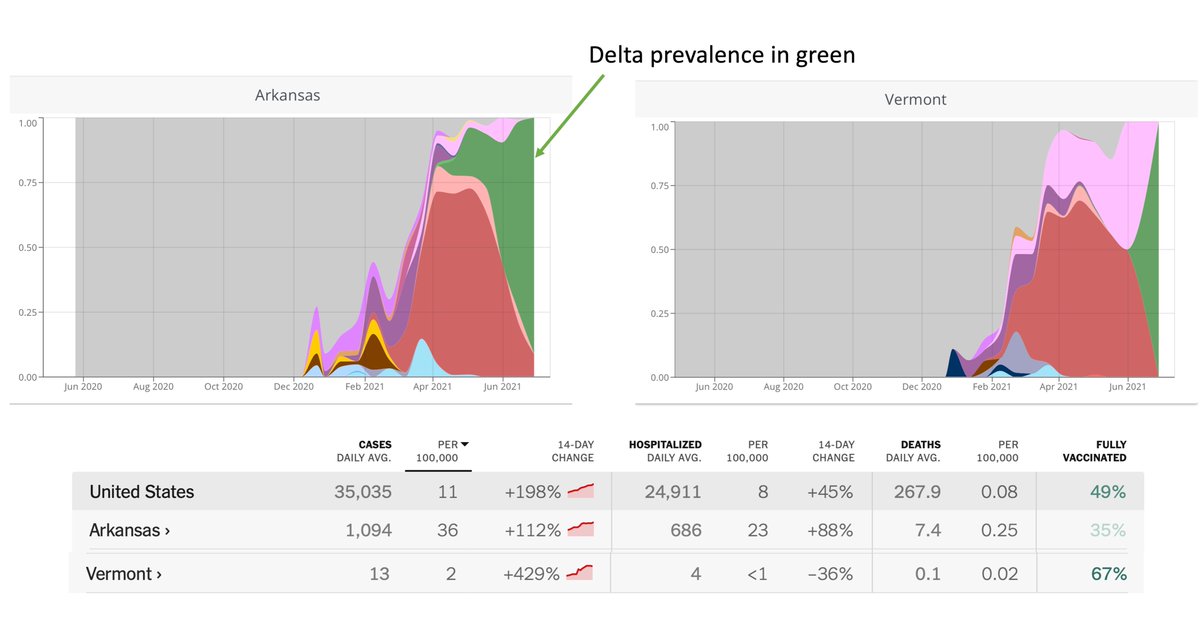 Delta prevalence in green
Arkansas
1.00
0.75
0.50
0.25
0.00
Jun 2020 Aug 2020 Oct 2020 Dec 2020 Feb 2021 Apr 2021 Jun 2021
Vermont
1.00
0.75
0.50
0.25
0.00
Jun 2020 Aug 2020 Oct 2020 Dec 2020 Feb 2021 Apr 2021 Jun 2021
CASES PER 14-DAY HOSPITALIZED PER 14-DAY DEATHS PER FULLY
DAILY AVG. 100,000 CHANGE DAILY AVG. 100,000 CHANGE DAILY AVG. 100,000 VACCINATED
United States 35,035 11 +198% 24,911 8 +45% 267.9 0.08 49%
Arkansas › 1,094 36 +112% 686 23 +88% 7.4 0.25 35%
Vermont › 13 2 +429% 4 <1 –36% 0.1 0.02 67%